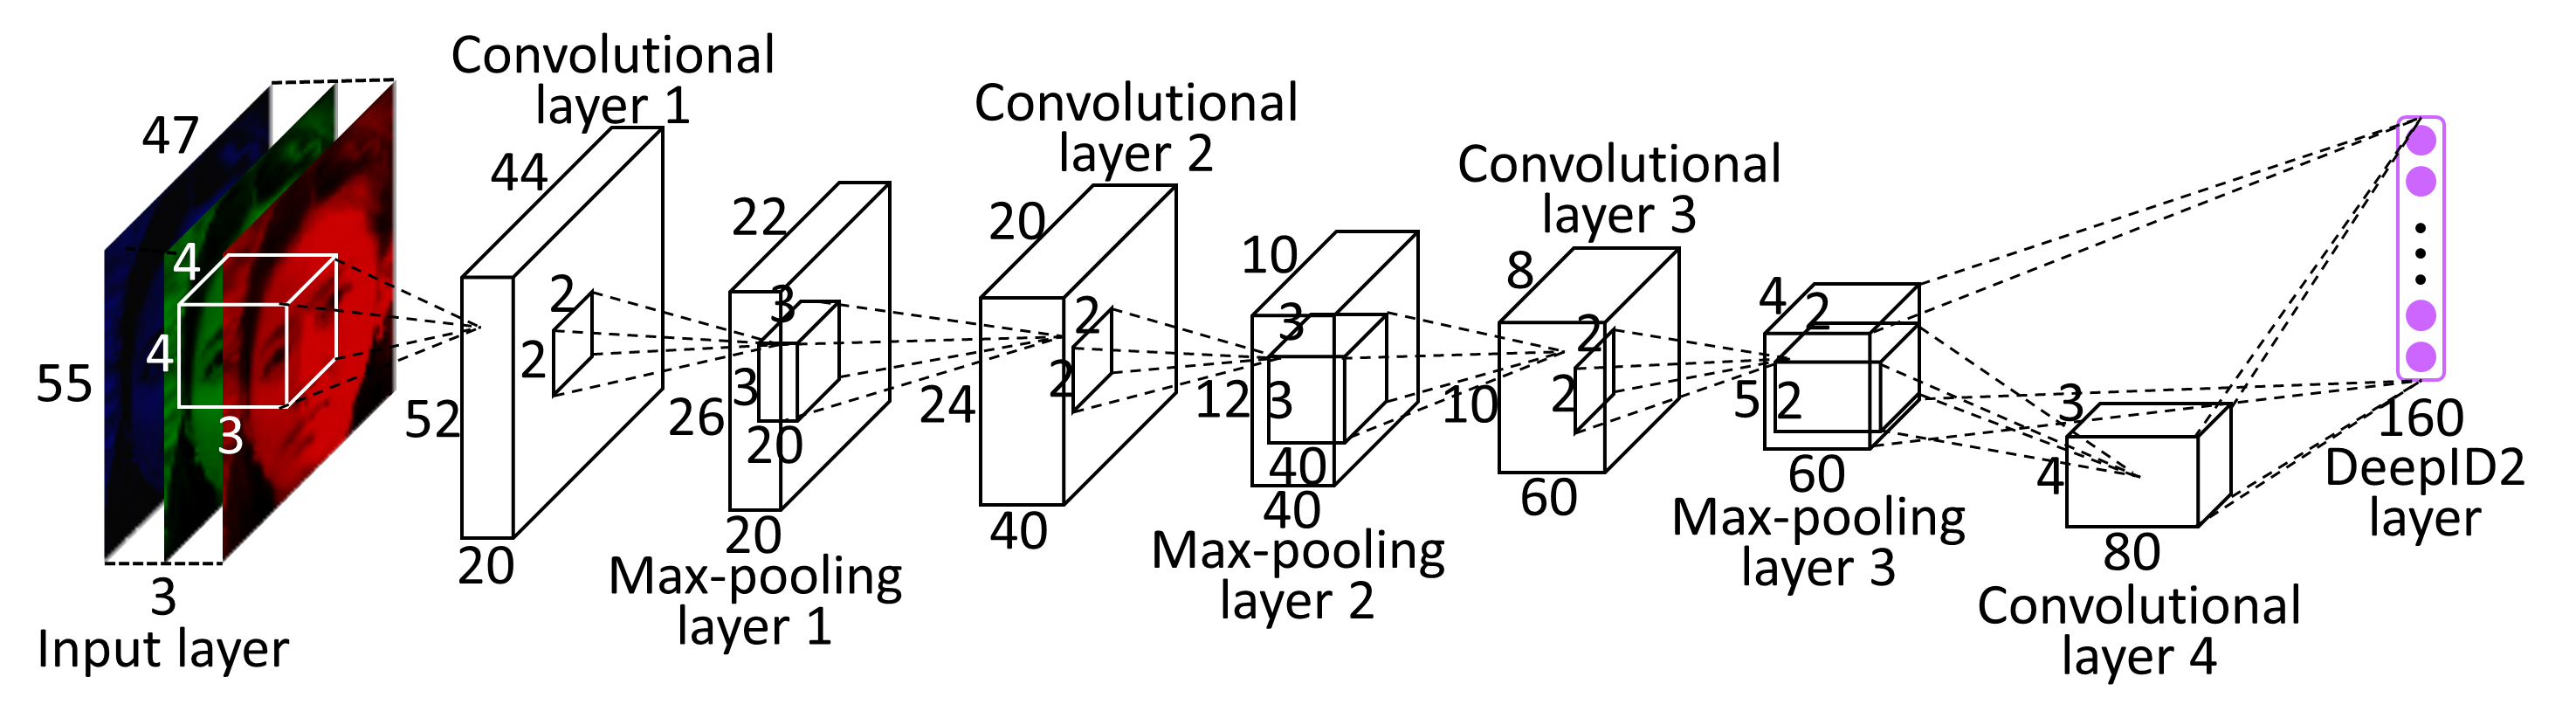 47
55
4
4
3
3
Input layer
Convolutional
layer 1
44
52
20
2
2
22
26
3
3
20
20
Max-pooling
layer 1
Convolutional
layer 2
20
24
40
2
2
10
12
3
3
40
40
Max-pooling
layer 2
Convolutional
layer 3
8
10
60
2
2
4
5
2
2
60
Max-pooling
layer 3
3
4
80
Convolutional
layer 4
160
DeepID2
layer